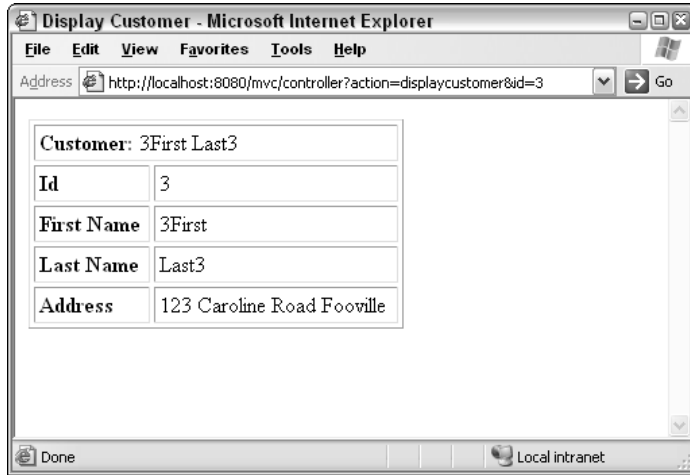 Display Customer - Microsoft Internet Explorer
File Edit View Favorites Tools Help
Address http://localhost:8080/mvc/controller?action=displaycustomer&id=3 Go
Customer: 3First Last3
Id 3
First Name 3First
Last Name Last3
Address 123 Caroline Road Fooville
Done Local intranet